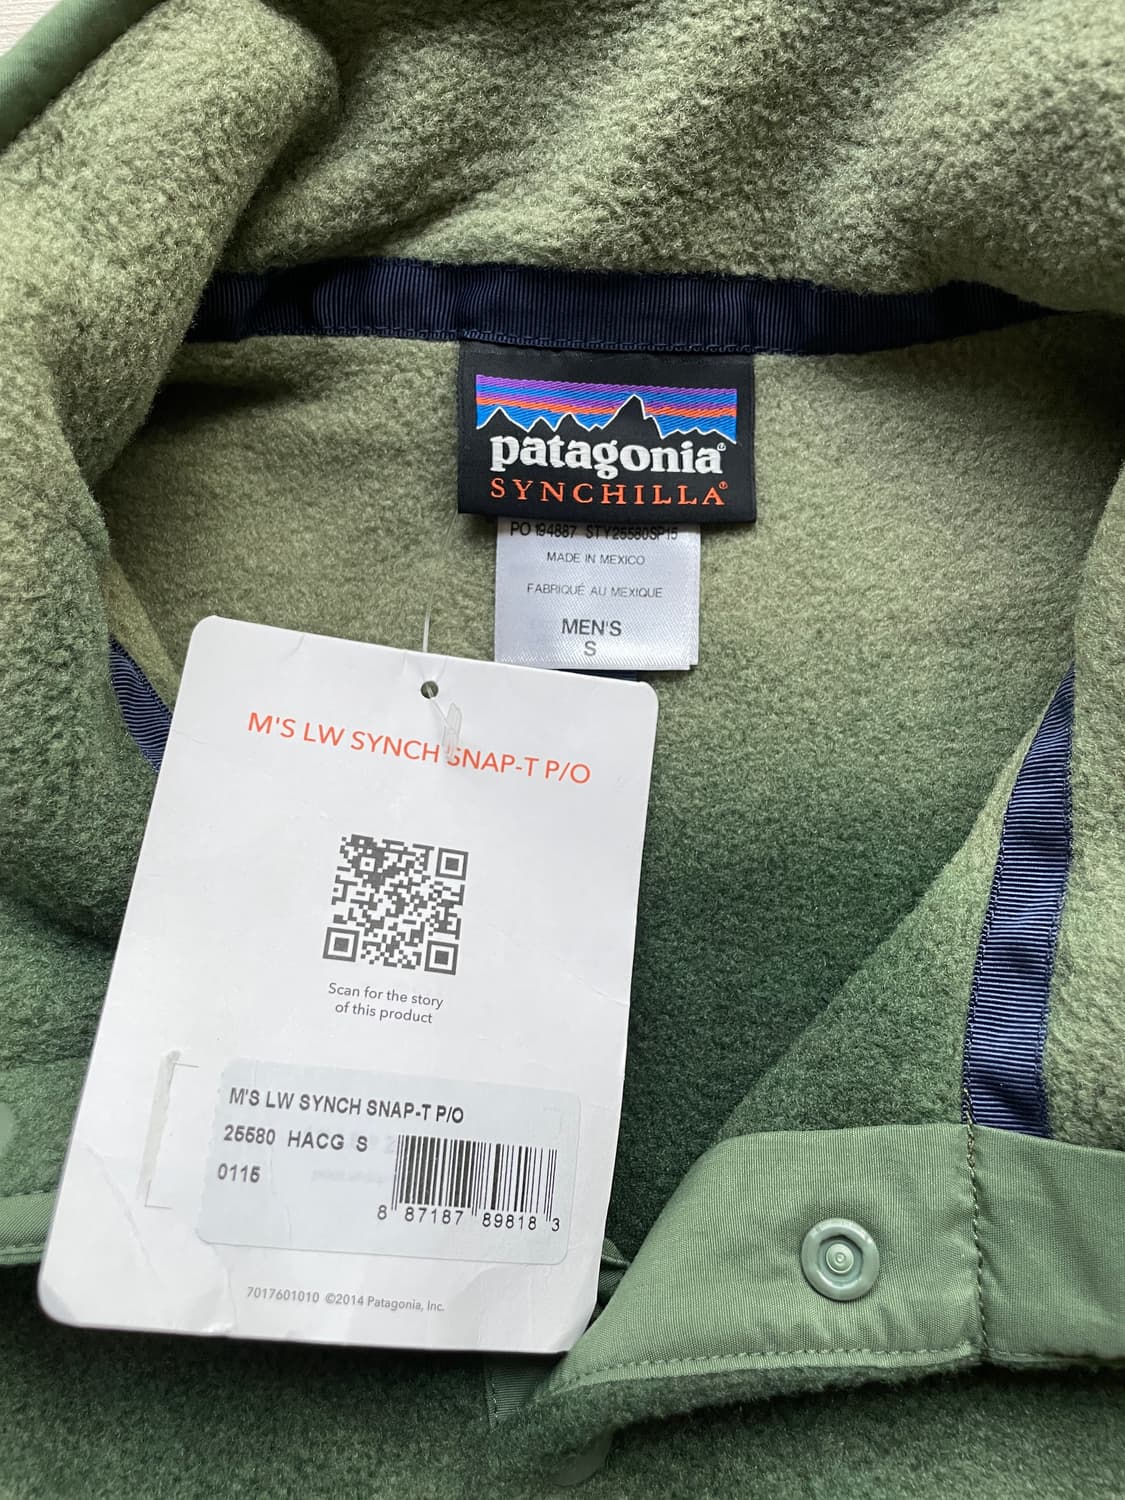 patagonia®
SYNCHILLA®
PO 194887 STY25580SP15
MADE IN MEXICO
FABRIQUÉ AU MEXIQUE
MEN'S
S
M'S LW SYNCH SNAP-T P/O
Scan for the story
of this product
M'S LW SYNCH SNAP-T P/O
25580 HACG S
0115
8 87187 89818 3
7017601010 ©2014 Patagonia, Inc.